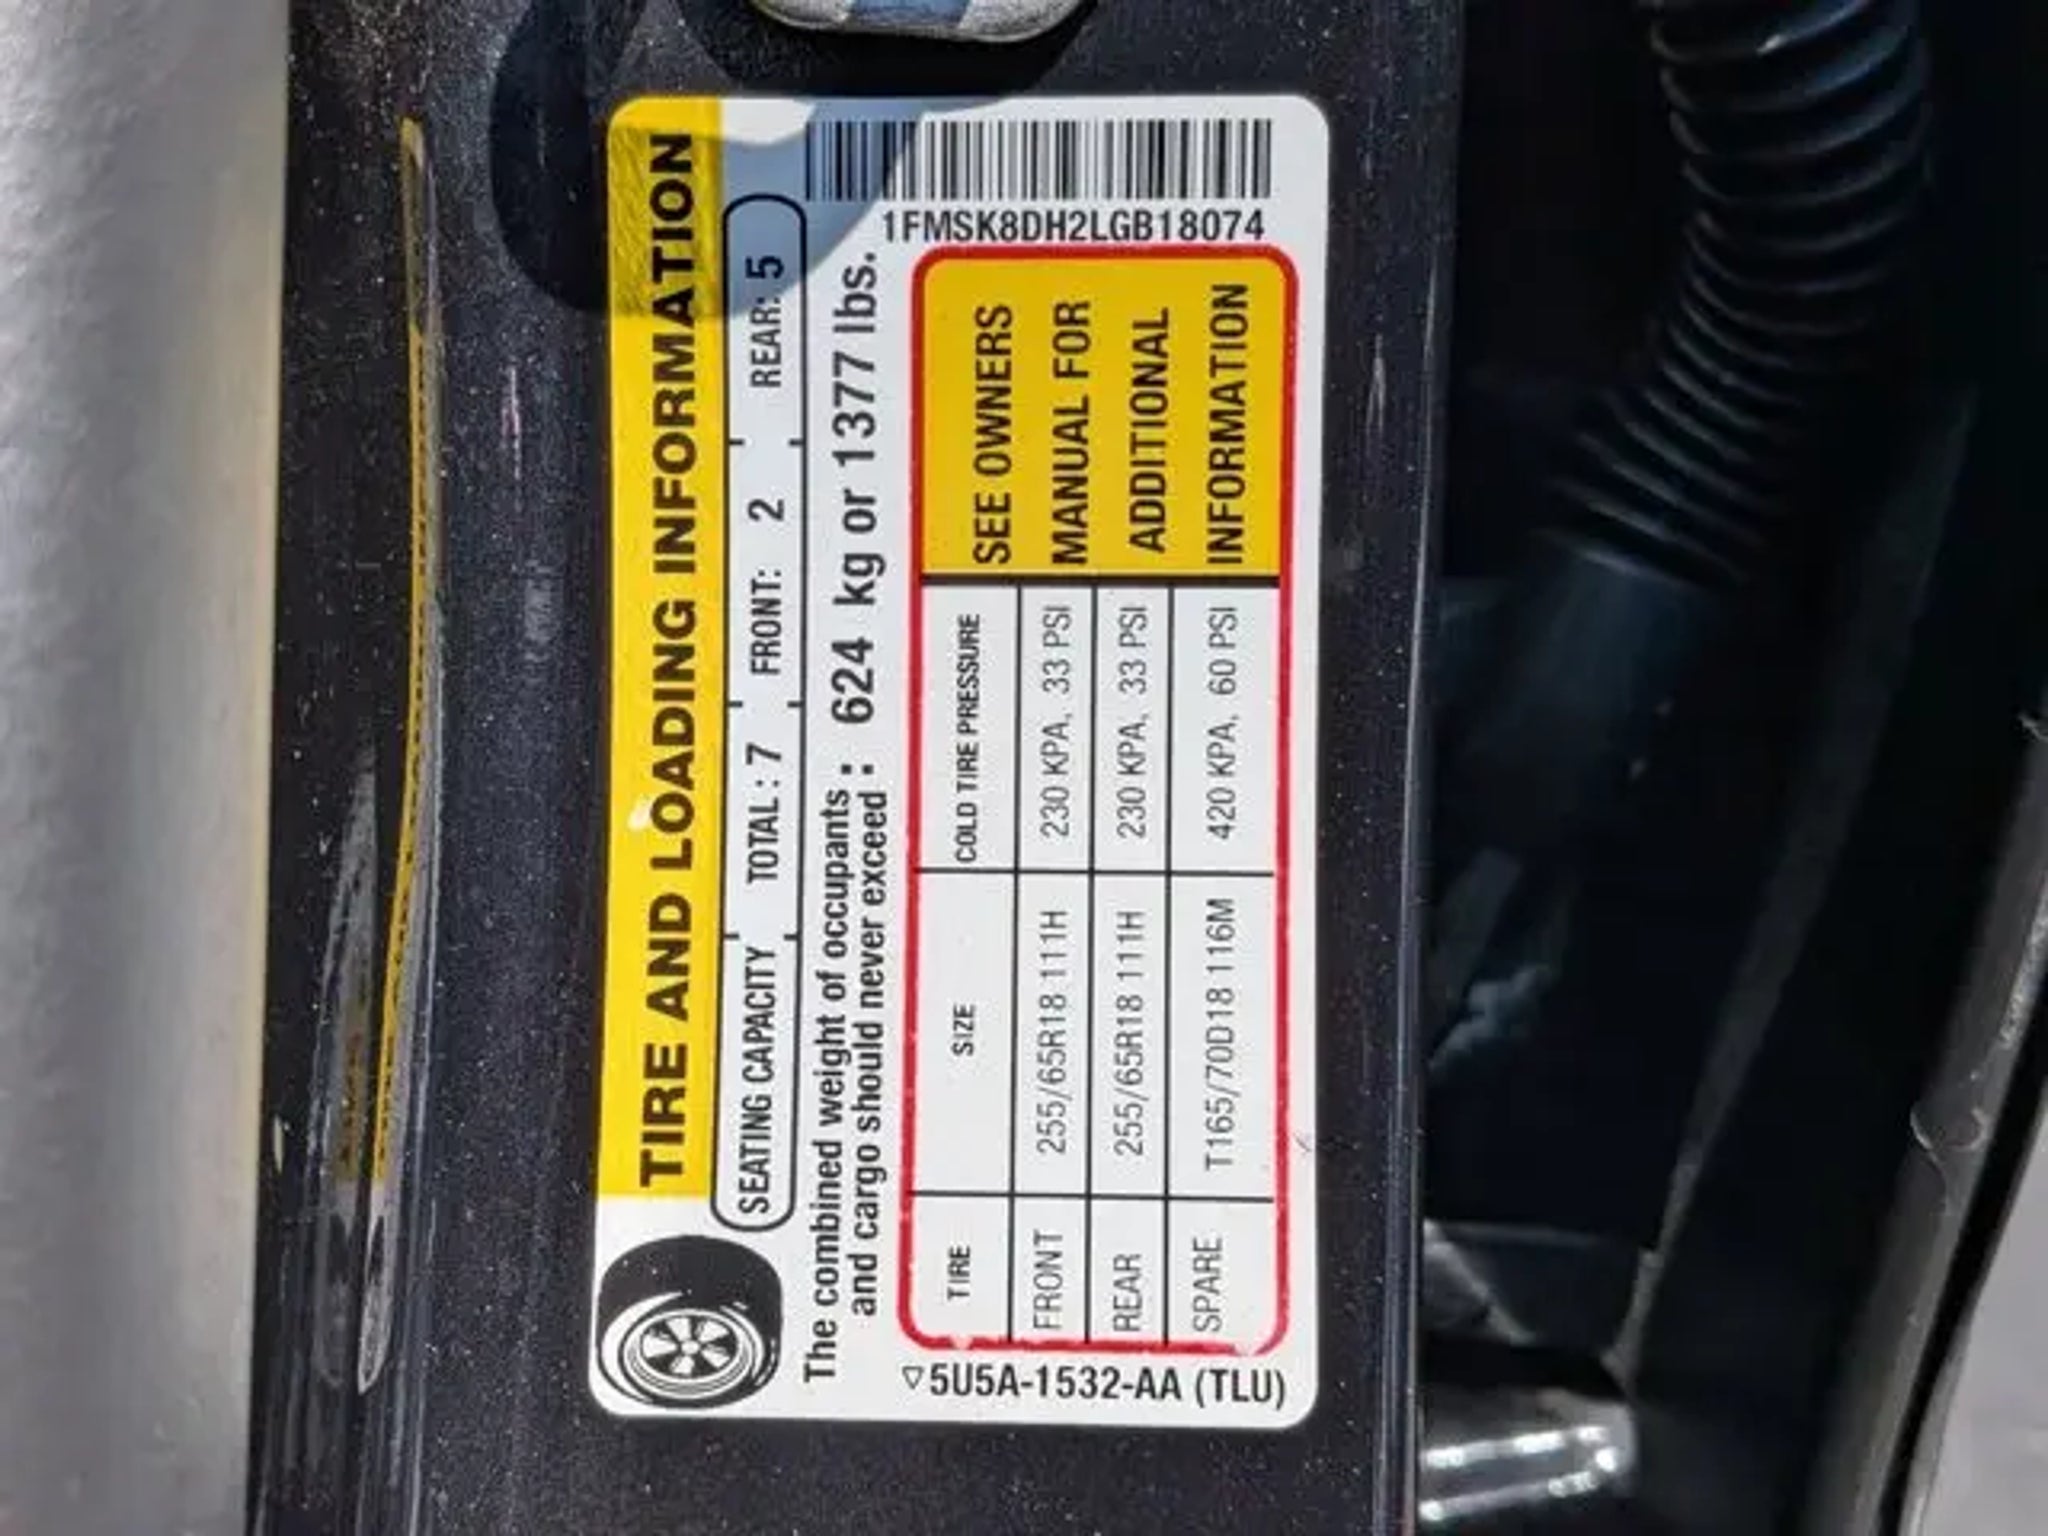 1FMSK8DH2LGB18074
TIRE AND LOADING INFORMATION
SEATING CAPACITY TOTAL : 7 FRONT: 2 REAR: 5
The combined weight of occupants :
and cargo should never exceed : 624 kg or 1377 lbs.
TIRE SIZE COLD TIRE PRESSURE
FRONT 255/65R18 111H 230 KPA, 33 PSI
REAR 255/65R18 111H 230 KPA, 33 PSI
SPARE T165/70D18 116M 420 KPA, 60 PSI
SEE OWNERS
MANUAL FOR
ADDITIONAL
INFORMATION
5U5A-1532-AA (TLU)